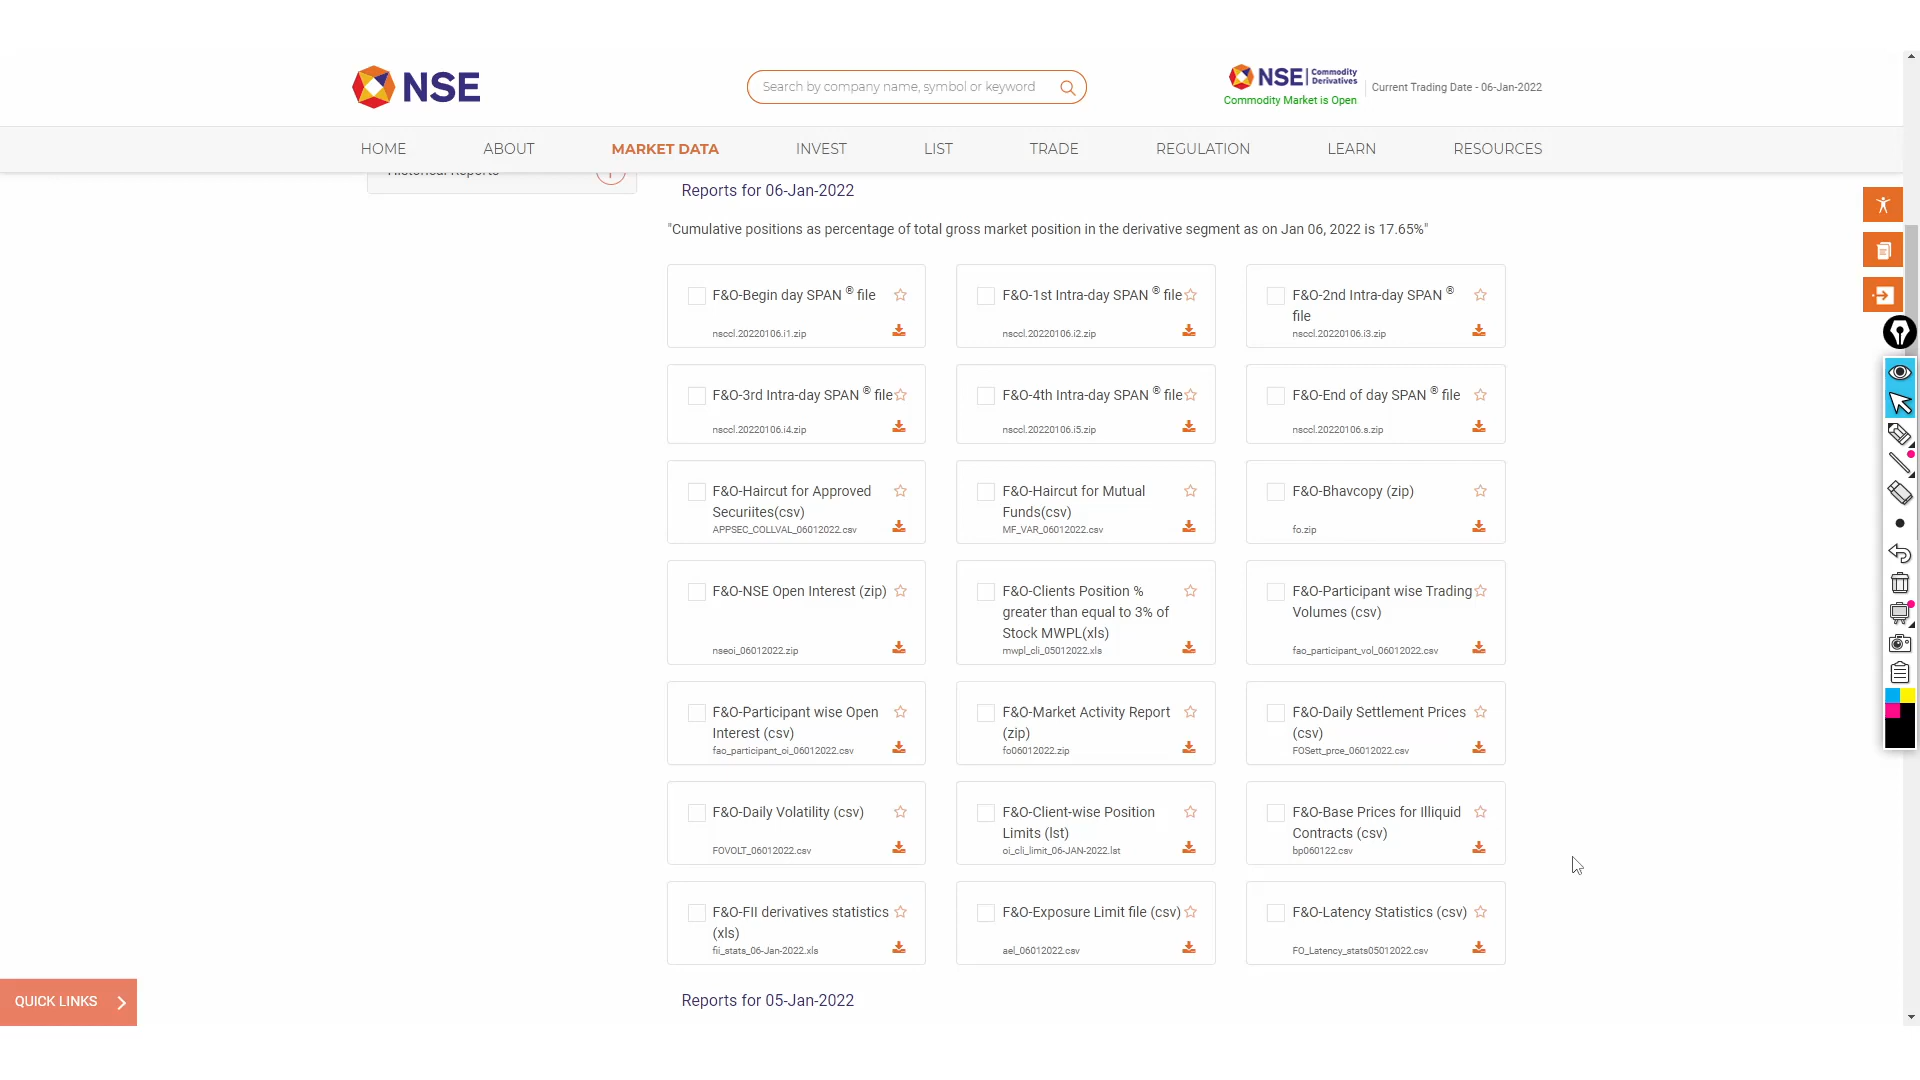 NSE
Search by company name, symbol or keyword
NSE Commodity Derivatives
Commodity Market is Open
Current Trading Date - 06-Jan-2022
HOME ABOUT MARKET DATA INVEST LIST TRADE REGULATION LEARN RESOURCES
Historical Reports
Reports for 06-Jan-2022
"Cumulative positions as percentage of total gross market position in the derivative segment as on Jan 06, 2022 is 17.65%"
F&O-Begin day SPAN ® file
nsccl.20220106.i1.zip
F&O-1st Intra-day SPAN ® file
nsccl.20220106.i2.zip
F&O-2nd Intra-day SPAN ®
file
nsccl.20220106.i3.zip
F&O-3rd Intra-day SPAN ® file
nsccl.20220106.i4.zip
F&O-4th Intra-day SPAN ® file
nsccl.20220106.i5.zip
F&O-End of day SPAN ® file
nsccl.20220106.s.zip
F&O-Haircut for Approved
Securiites(csv)
APPSEC_COLLVAL_06012022.csv
F&O-Haircut for Mutual
Funds(csv)
MF_VAR_06012022.csv
F&O-Bhavcopy (zip)
fo.zip
F&O-NSE Open Interest (zip)
nseoi_06012022.zip
F&O-Clients Position %
greater than equal to 3% of
Stock MWPL(xls)
mwpl_cli_05012022.xls
F&O-Participant wise Trading
Volumes (csv)
fao_participant_vol_06012022.csv
F&O-Participant wise Open
Interest (csv)
fao_participant_oi_06012022.csv
F&O-Market Activity Report
(zip)
fo06012022.zip
F&O-Daily Settlement Prices
(csv)
FOSett_prce_06012022.csv
F&O-Daily Volatility (csv)
FOVOLT_06012022.csv
F&O-Client-wise Position
Limits (lst)
oi_cli_limit_06-JAN-2022.lst
F&O-Base Prices for Illiquid
Contracts (csv)
bp060122.csv
F&O-FII derivatives statistics
(xls)
fii_stats_06-Jan-2022.xls
F&O-Exposure Limit file (csv)
ael_06012022.csv
F&O-Latency Statistics (csv)
FO_Latency_stats05012022.csv
QUICK LINKS
Reports for 05-Jan-2022